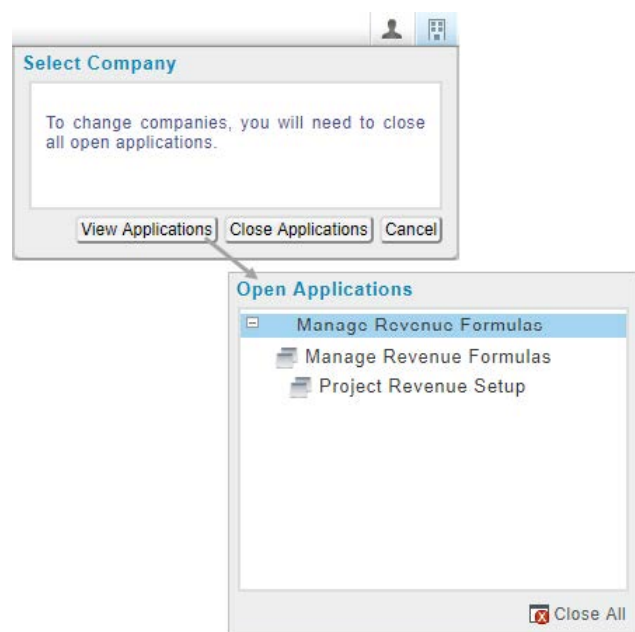 Select Company
To change companies, you will need to close
all open applications.
View Applications Close Applications Cancel
Open Applications
Manage Revenue Formulas
Manage Revenue Formulas
Project Revenue Setup
Close All